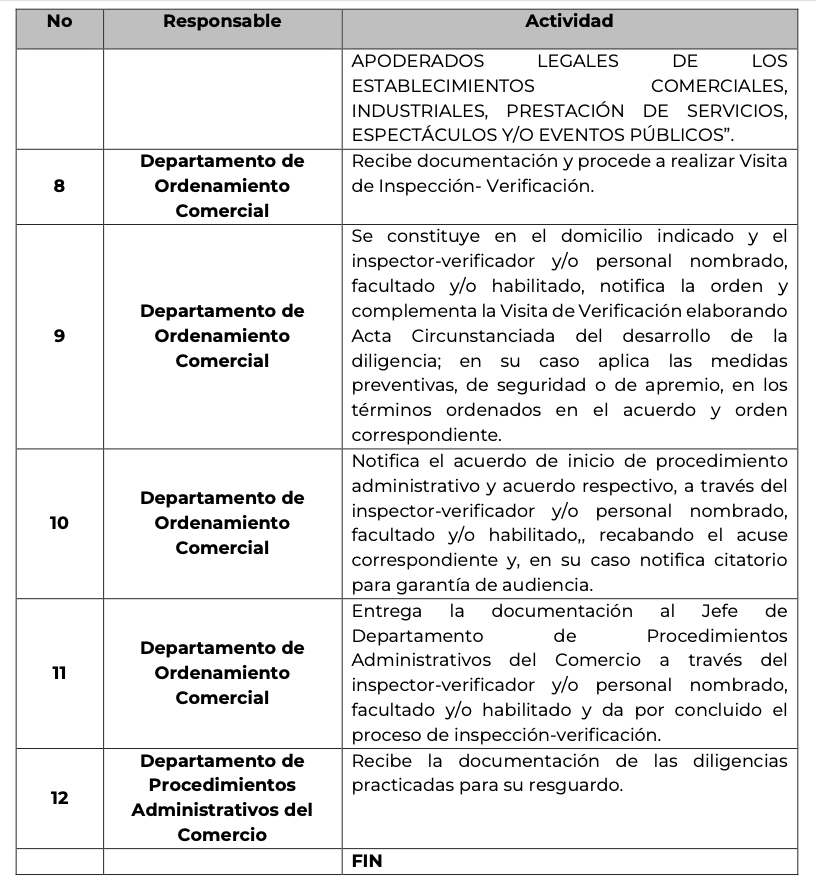 No Responsable Actividad
APODERADOS LEGALES DE LOS
ESTABLECIMIENTOS COMERCIALES,
INDUSTRIALES, PRESTACIÓN DE SERVICIOS,
ESPECTÁCULOS Y/O EVENTOS PÚBLICOS”.
8
Departamento de
Ordenamiento
Comercial
Recibe documentación y procede a realizar Visita
de Inspección- Verificación.
9
Departamento de
Ordenamiento
Comercial
Se constituye en el domicilio indicado y el
inspector-verificador y/o personal nombrado,
facultado y/o habilitado, notifica la orden y
complementa la Visita de Verificación elaborando
Acta Circunstanciada del desarrollo de la
diligencia; en su caso aplica las medidas
preventivas, de seguridad o de apremio, en los
términos ordenados en el acuerdo y orden
correspondiente.
10
Departamento de
Ordenamiento
Comercial
Notifica el acuerdo de inicio de procedimiento
administrativo y acuerdo respectivo, a través del
inspector-verificador y/o personal nombrado,
facultado y/o habilitado,, recabando el acuse
correspondiente y, en su caso notifica citatorio
para garantía de audiencia.
11
Departamento de
Ordenamiento
Comercial
Entrega la documentación al Jefe de
Departamento de Procedimientos
Administrativos del Comercio a través del
inspector-verificador y/o personal nombrado,
facultado y/o habilitado y da por concluido el
proceso de inspección-verificación.
12
Departamento de
Procedimientos
Administrativos del
Comercio
Recibe la documentación de las diligencias
practicadas para su resguardo.
FIN